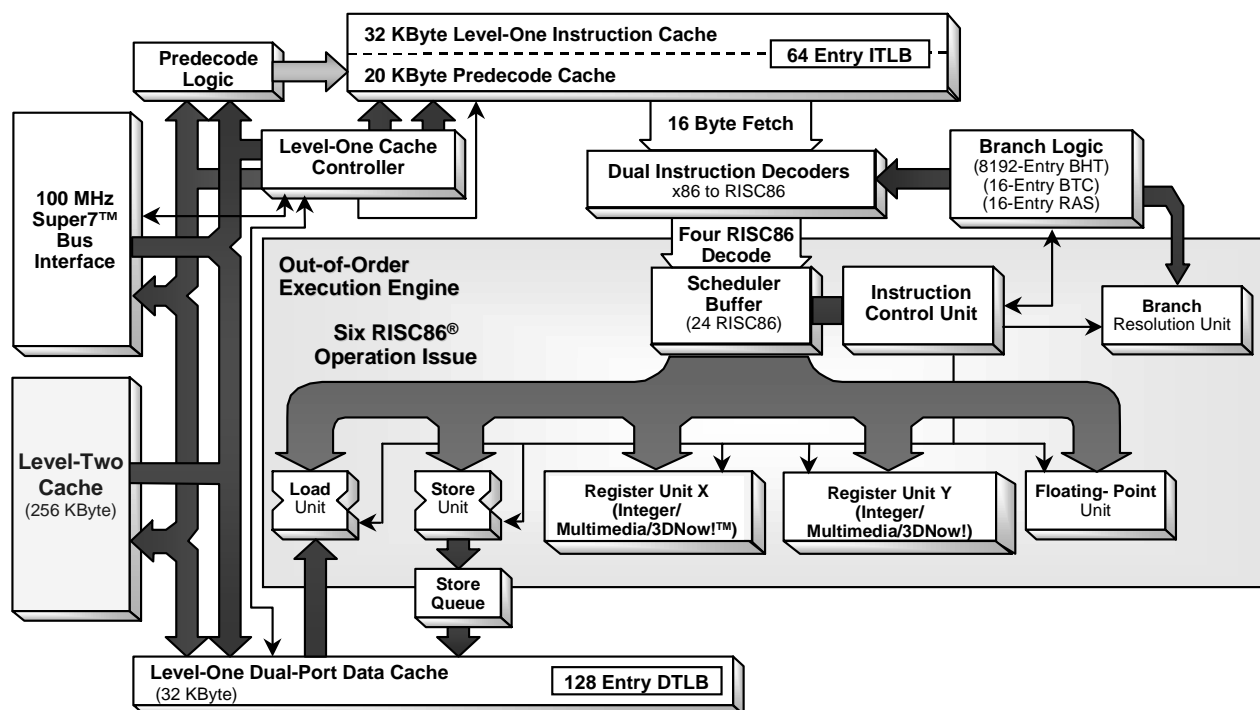 32 KByte Level-One Instruction Cache
20 KByte Predecode Cache
64 Entry ITLB
Predecode
Logic
16 Byte Fetch
Level-One Cache
Controller
Dual Instruction Decoders
x86 to RISC86
Branch Logic
(8192-Entry BHT)
(16-Entry BTC)
(16-Entry RAS)
100 MHz
Super7™
Bus
Interface
Four RISC86
Decode
Out-of-Order
Execution Engine
Scheduler
Buffer
(24 RISC86)
Instruction
Control Unit
Branch
Resolution Unit
Six RISC86®
Operation Issue
Level-Two
Cache
(256 KByte)
Load
Unit
Store
Unit
Register Unit X
(Integer/
Multimedia/3DNow!™)
Register Unit Y
(Integer/
Multimedia/3DNow!)
Floating- Point
Unit
Store
Queue
Level-One Dual-Port Data Cache
(32 KByte)
128 Entry DTLB